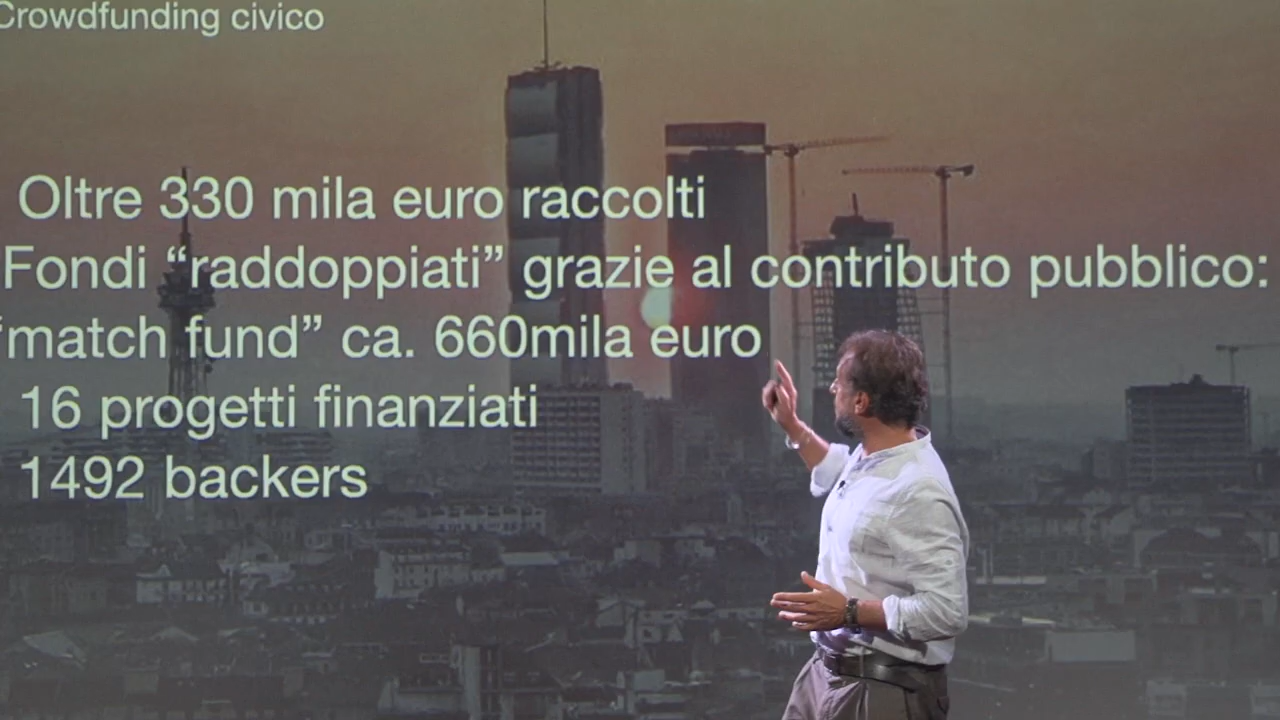 Crowdfunding civico
Oltre 330 mila euro raccolti
Fondi “raddoppiati” grazie al contributo pubblico:
“match fund” ca. 660mila euro
16 progetti finanziati
1492 backers